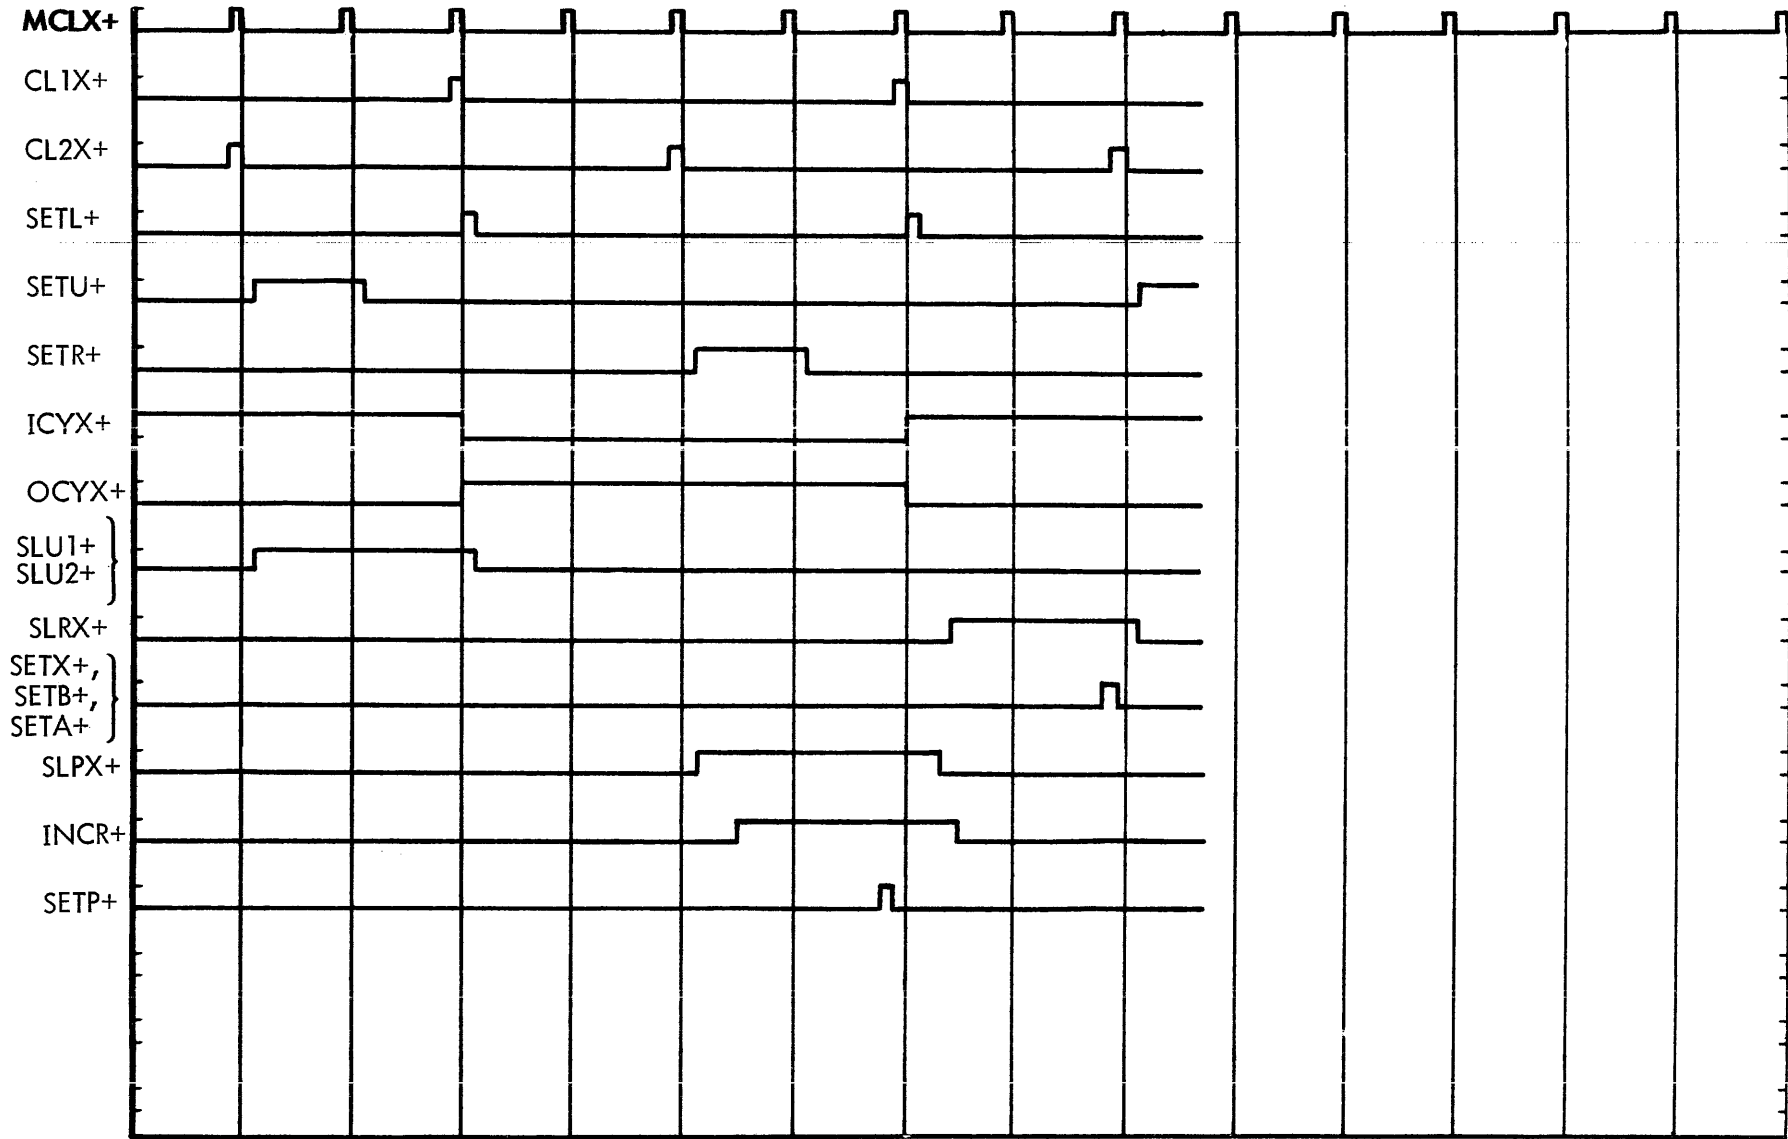 MCLX+
CL1X+
CL2X+
SETL+
SETU+
SETR+
ICYX+
OCYX+
SLU1+
SLU2+
SLRX+
SETX+,
SETB+,
SETA+
SLPX+
INCR+
SETP+